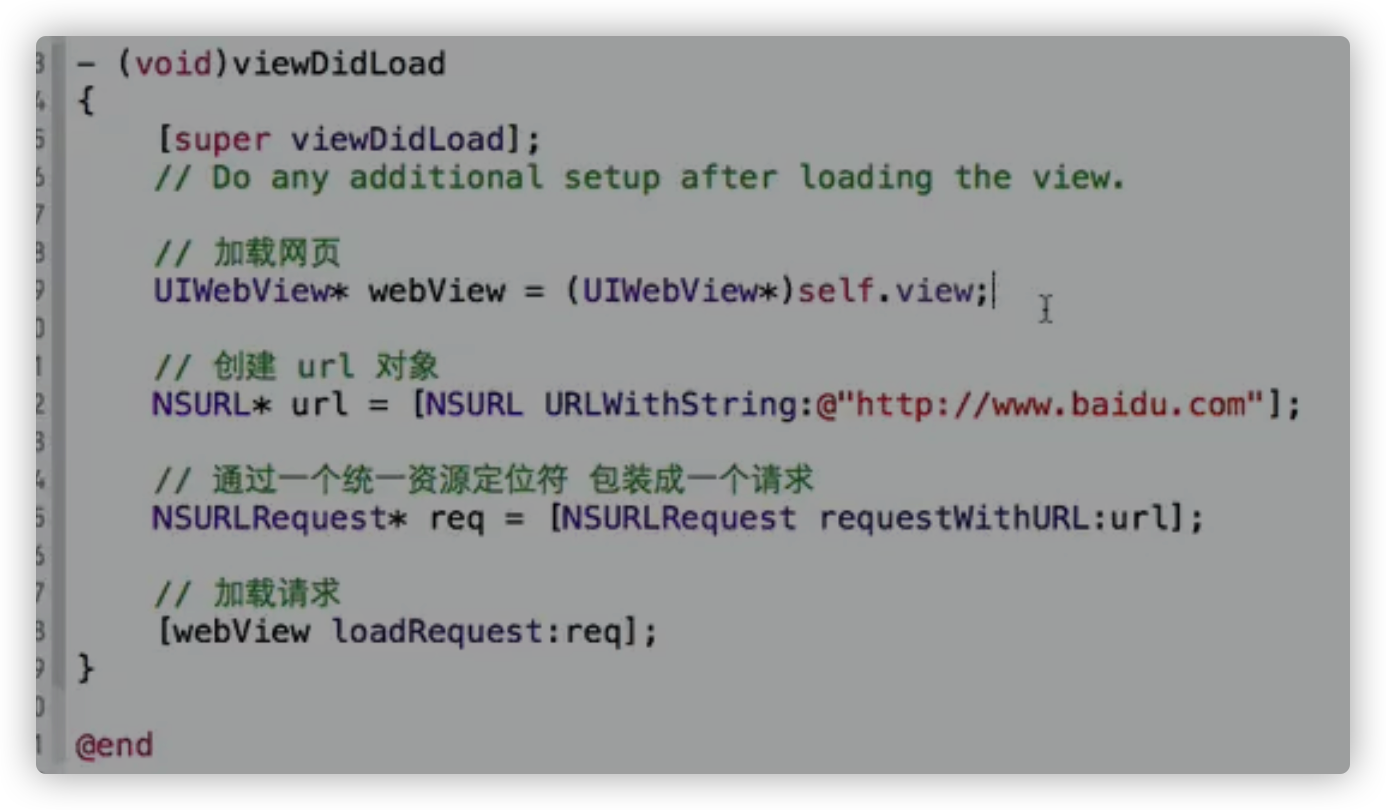 3 - (void)viewDidLoad
4 {
5 [super viewDidLoad];
6 // Do any additional setup after loading the view.
7
8 // 加载网页
9 UIWebView* webView = (UIWebView*)self.view;
0
1 // 创建 url 对象
2 NSURL* url = [NSURL URLWithString:@"http://www.baidu.com"];
3
4 // 通过一个统一资源定位符 包装成一个请求
5 NSURLRequest* req = [NSURLRequest requestWithURL:url];
6
7 // 加载请求
8 [webView loadRequest:req];
9 }
0
1 @end